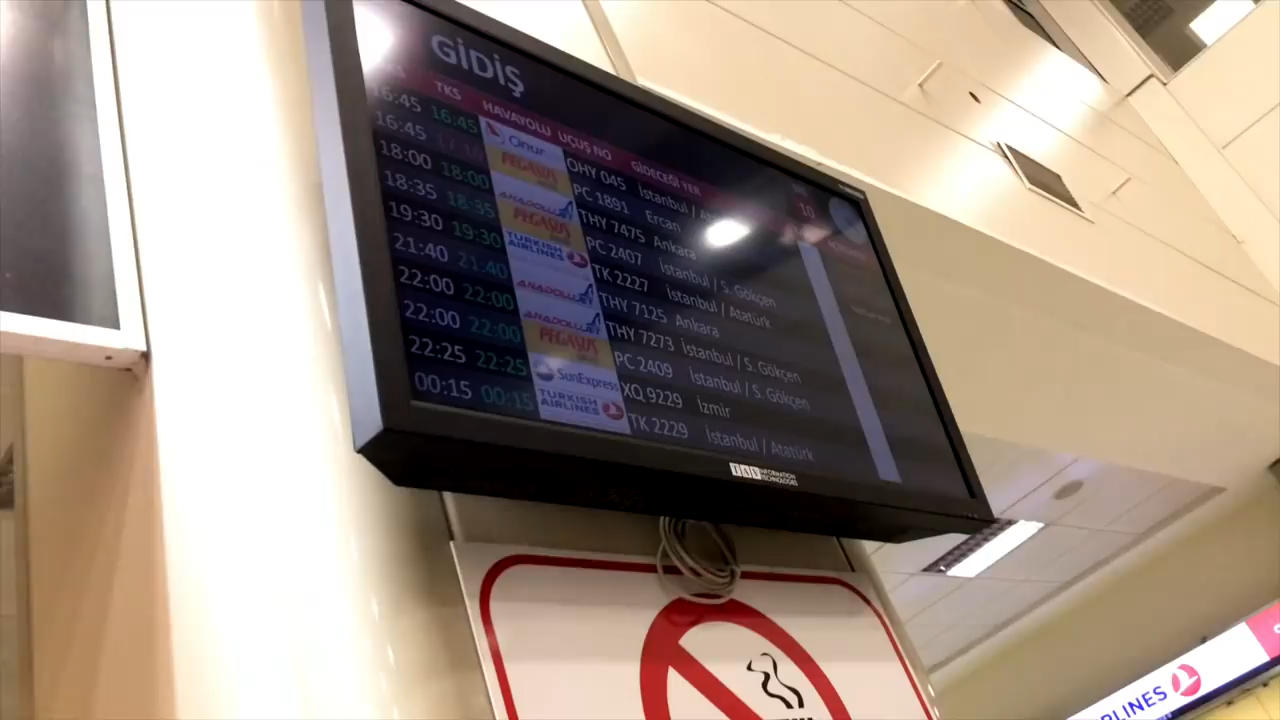 GİDİŞ
TKS HAVAYOLU UÇUŞ NO GİDECEĞİ YER
16:45 16:45 Onur OHY 045 İstanbul /
16:45 PEGASUS PC 1891 Ercan
18:00 18:00 ANADOLUJET THY 7475 Ankara
18:35 18:35 PEGASUS PC 2407 İstanbul / S. Gökçen
19:30 19:30 TURKISH AIRLINES TK 2227 İstanbul / Atatürk
21:40 21:40 ANADOLUJET THY 7125 Ankara
22:00 22:00 ANADOLUJET THY 7273 İstanbul / S. Gökçen
22:00 22:00 PEGASUS PC 2409 İstanbul / S. Gökçen
22:25 22:25 SunExpress XQ 9229 İzmir
00:15 00:15 TURKISH AIRLINES TK 2229 İstanbul / Atatürk
10
INFORMATION
TECHNOLOGIES
RLINES